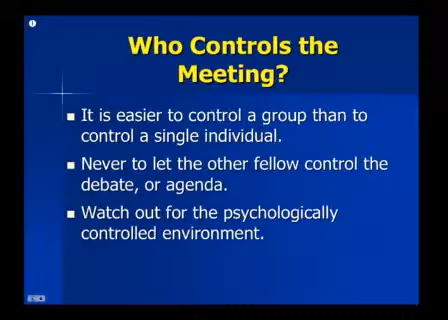 Who Controls the
Meeting?
It is easier to control a group than to
control a single individual.
Never to let the other fellow control the
debate, or agenda.
Watch out for the psychologically
controlled environment.